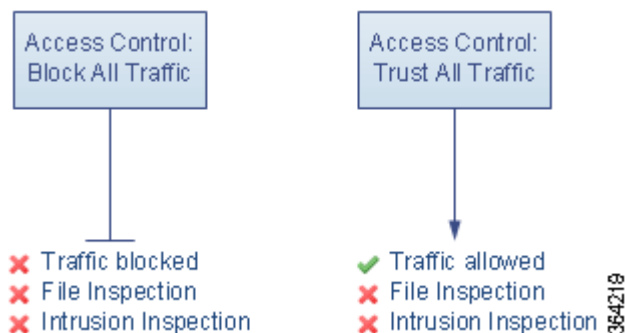 Access Control:
Block All Traffic
Access Control:
Trust All Traffic
Traffic blocked
File Inspection
Intrusion Inspection
Traffic allowed
File Inspection
Intrusion Inspection
364219